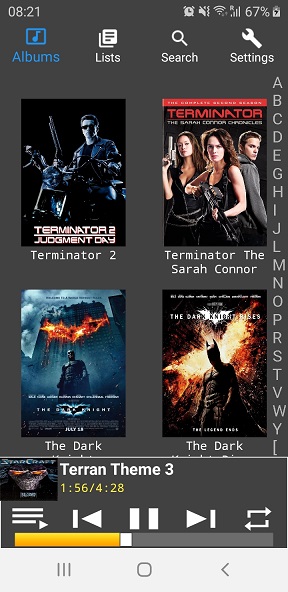 08:21
67%
Albums
Lists
Search
Settings
TERMINATOR 2
JUDGMENT DAY
Terminator 2
THE COMPLETE SECOND SEASON
TERMINATOR
THE SARAH CONNOR CHRONICLES
Terminator The
Sarah Connor
THE DARK KNIGHT
JULY 18
The Dark
THE DARK KNIGHT RISES
THE LEGEND ENDS
The Dark
A
B
C
D
E
G
H
I
J
L
M
N
O
P
R
S
T
V
W
Y
[
STARCRAFT
Terran Theme 3
1:56/4:28